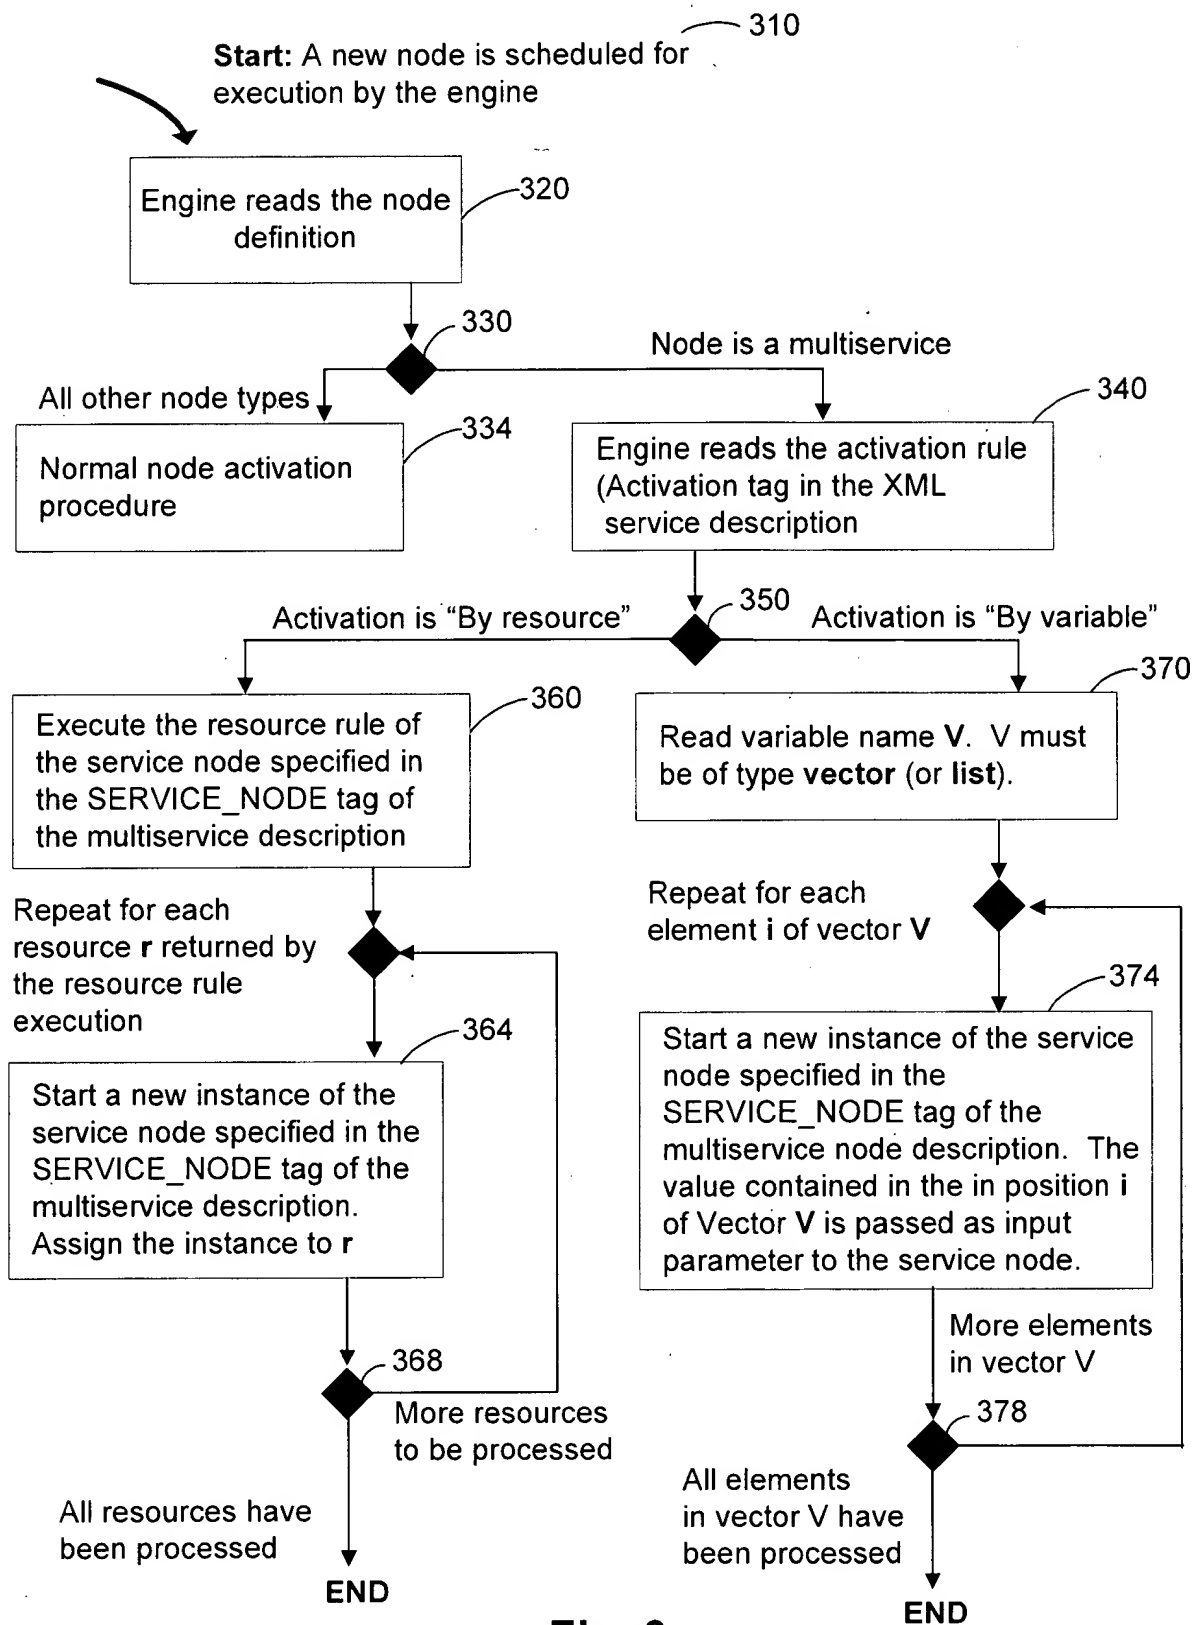 310
Start: A new node is scheduled for
execution by the engine
320
Engine reads the node
definition
330
Node is a multiservice
All other node types
334
Normal node activation
procedure
340
Engine reads the activation rule
(Activation tag in the XML
service description
350
Activation is “By resource”
Activation is “By variable”
360
Execute the resource rule of
the service node specified in
the SERVICE_NODE tag of
the multiservice description
370
Read variable name V. V must
be of type vector (or list).
Repeat for each
resource r returned by
the resource rule
execution
Repeat for each
element i of vector V
364
Start a new instance of the
service node specified in the
SERVICE_NODE tag of the
multiservice description.
Assign the instance to r
374
Start a new instance of the service
node specified in the
SERVICE_NODE tag of the
multiservice node description. The
value contained in the in position i
of Vector V is passed as input
parameter to the service node.
368
More resources
to be processed
More elements
in vector V
378
All resources have
been processed
END
All elements
in vector V have
been processed
END